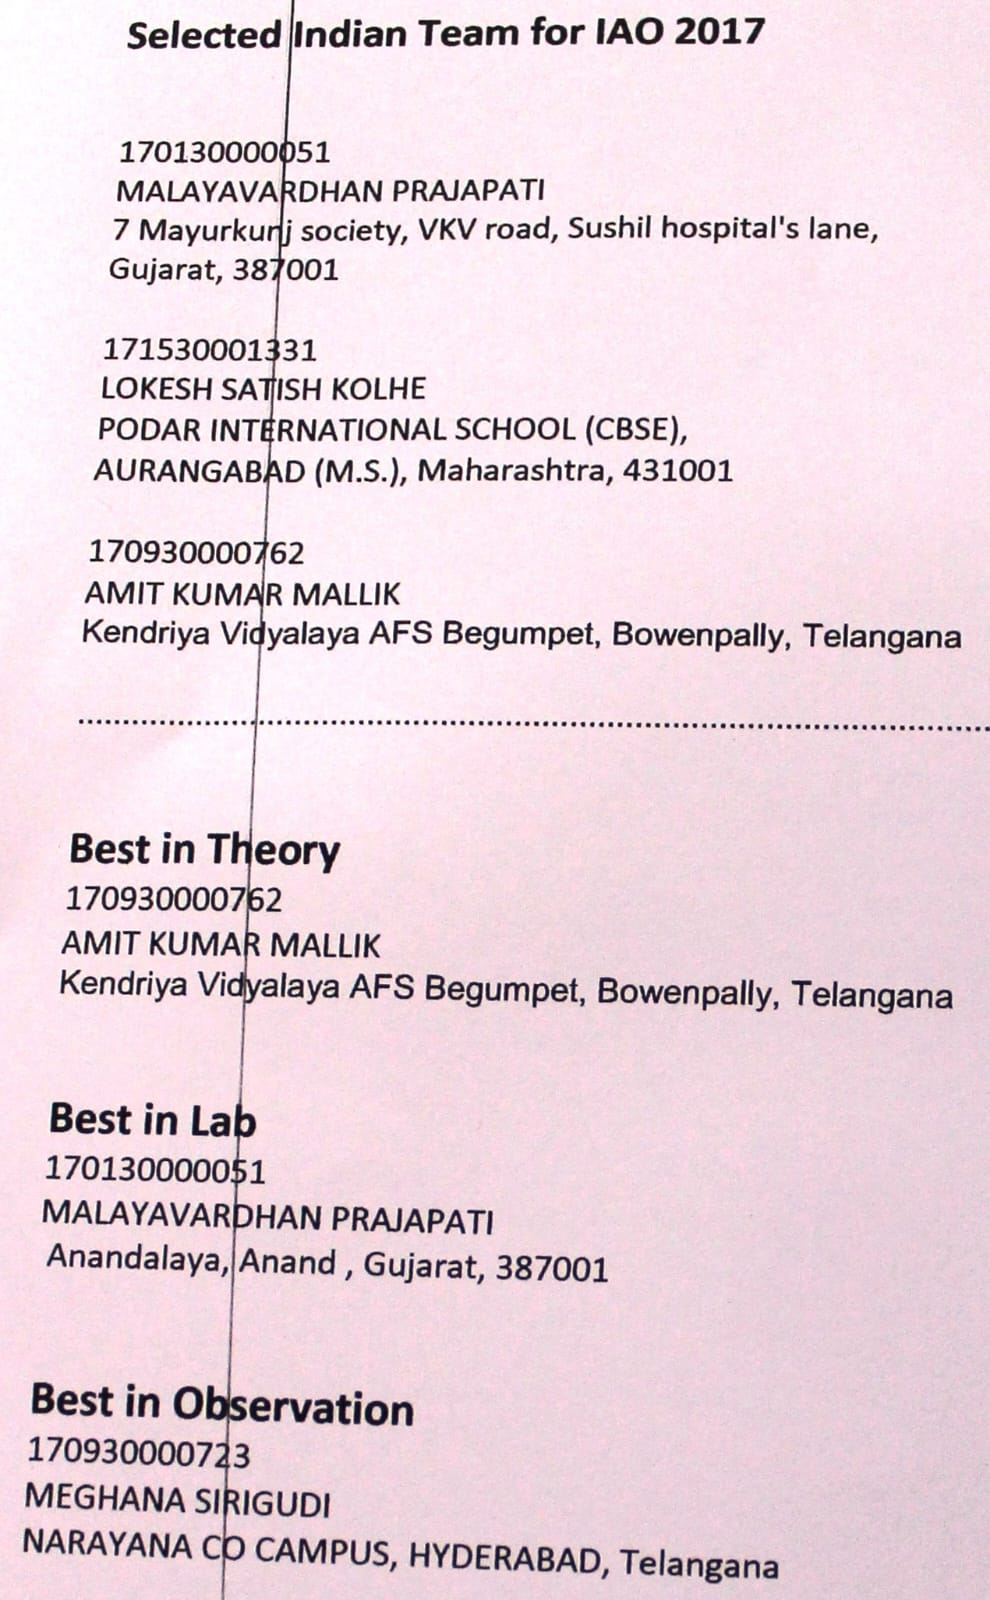 Selected Indian Team for IAO 2017
170130000051
MALAYAVARDHAN PRAJAPATI
7 Mayurkunj society, VKV road, Sushil hospital's lane,
Gujarat, 387001
171530001331
LOKESH SATISH KOLHE
PODAR INTERNATIONAL SCHOOL (CBSE),
AURANGABAD (M.S.), Maharashtra, 431001
170930000762
AMIT KUMAR MALLIK
Kendriya Vidyalaya AFS Begumpet, Bowenpally, Telangana
Best in Theory
170930000762
AMIT KUMAR MALLIK
Kendriya Vidyalaya AFS Begumpet, Bowenpally, Telangana
Best in Lab
170130000051
MALAYAVARDHAN PRAJAPATI
Anandalaya, Anand , Gujarat, 387001
Best in Observation
170930000723
MEGHANA SIRIGUDI
NARAYANA CO CAMPUS, HYDERABAD, Telangana